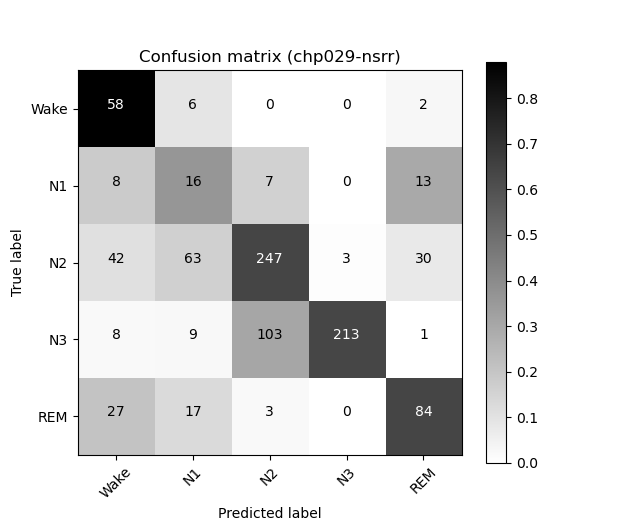 Confusion matrix (chp029-nsrr)
Wake 58 6 0 0 2
N1 8 16 7 0 13
N2 42 63 247 3 30
N3 8 9 103 213 1
REM 27 17 3 0 84
Wake N1 N2 N3 REM
True label
Predicted label
0.8
0.7
0.6
0.5
0.4
0.3
0.2
0.1
0.0